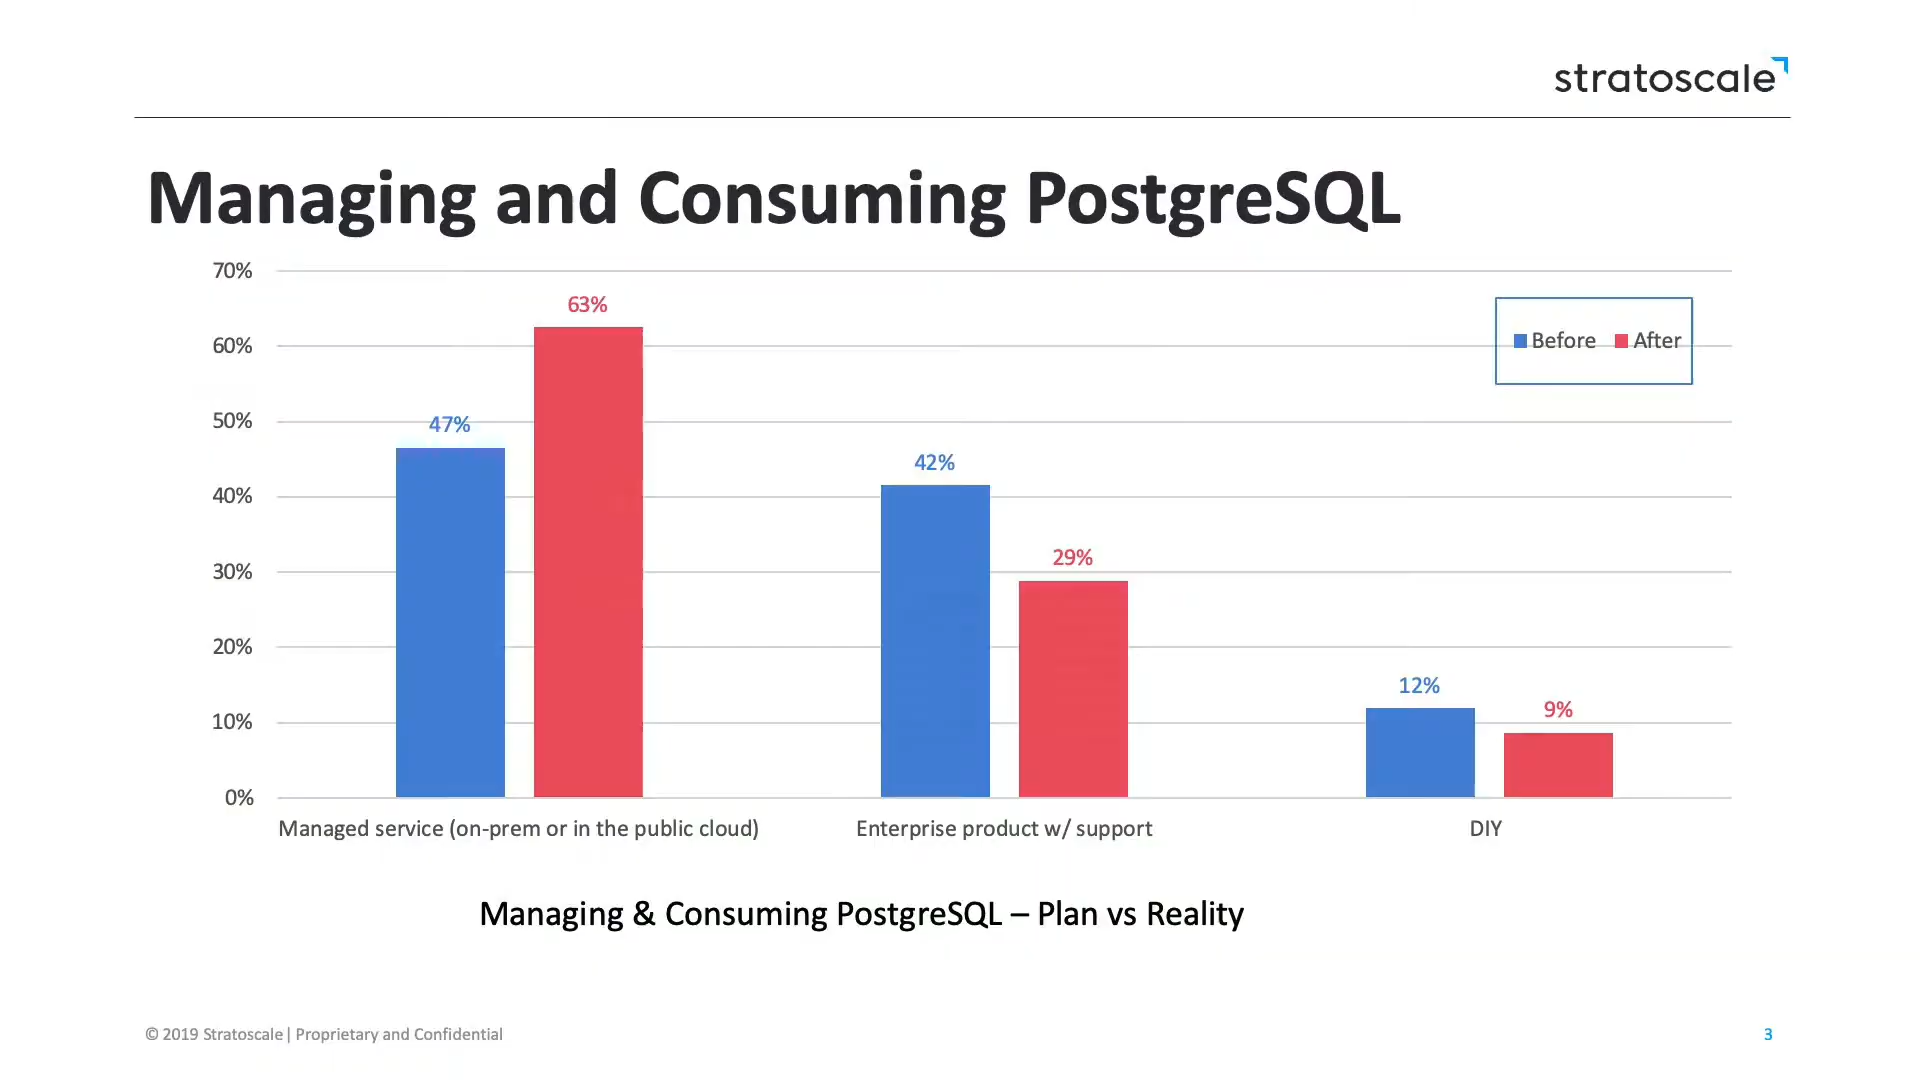 stratoscale
Managing and Consuming PostgreSQL
70%
60%
50%
40%
30%
20%
10%
0%
63%
47%
42%
29%
12%
9%
Before After
Managed service (on-prem or in the public cloud)
Enterprise product w/ support
DIY
Managing & Consuming PostgreSQL – Plan vs Reality
© 2019 Stratoscale | Proprietary and Confidential
3